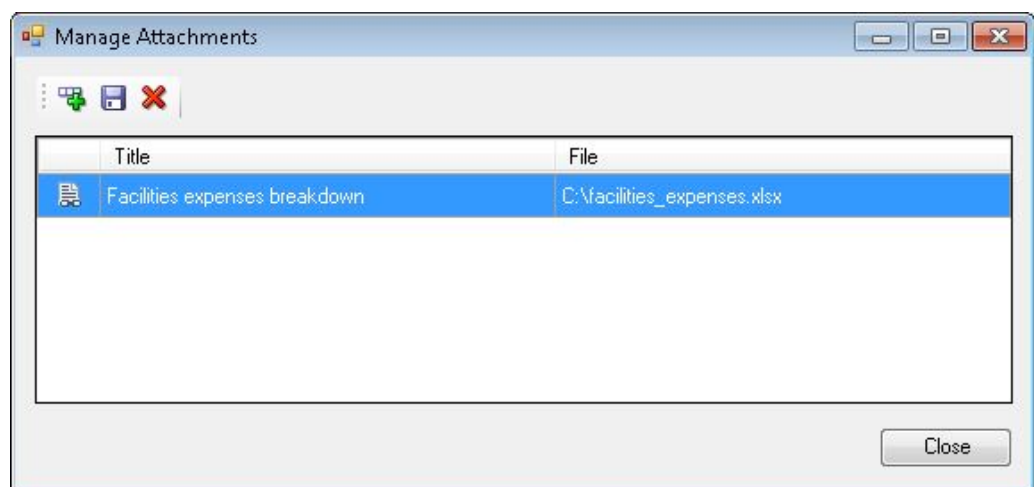 Manage Attachments
Title File
Facilities expenses breakdown C:\facilities_expenses.xlsx
Close